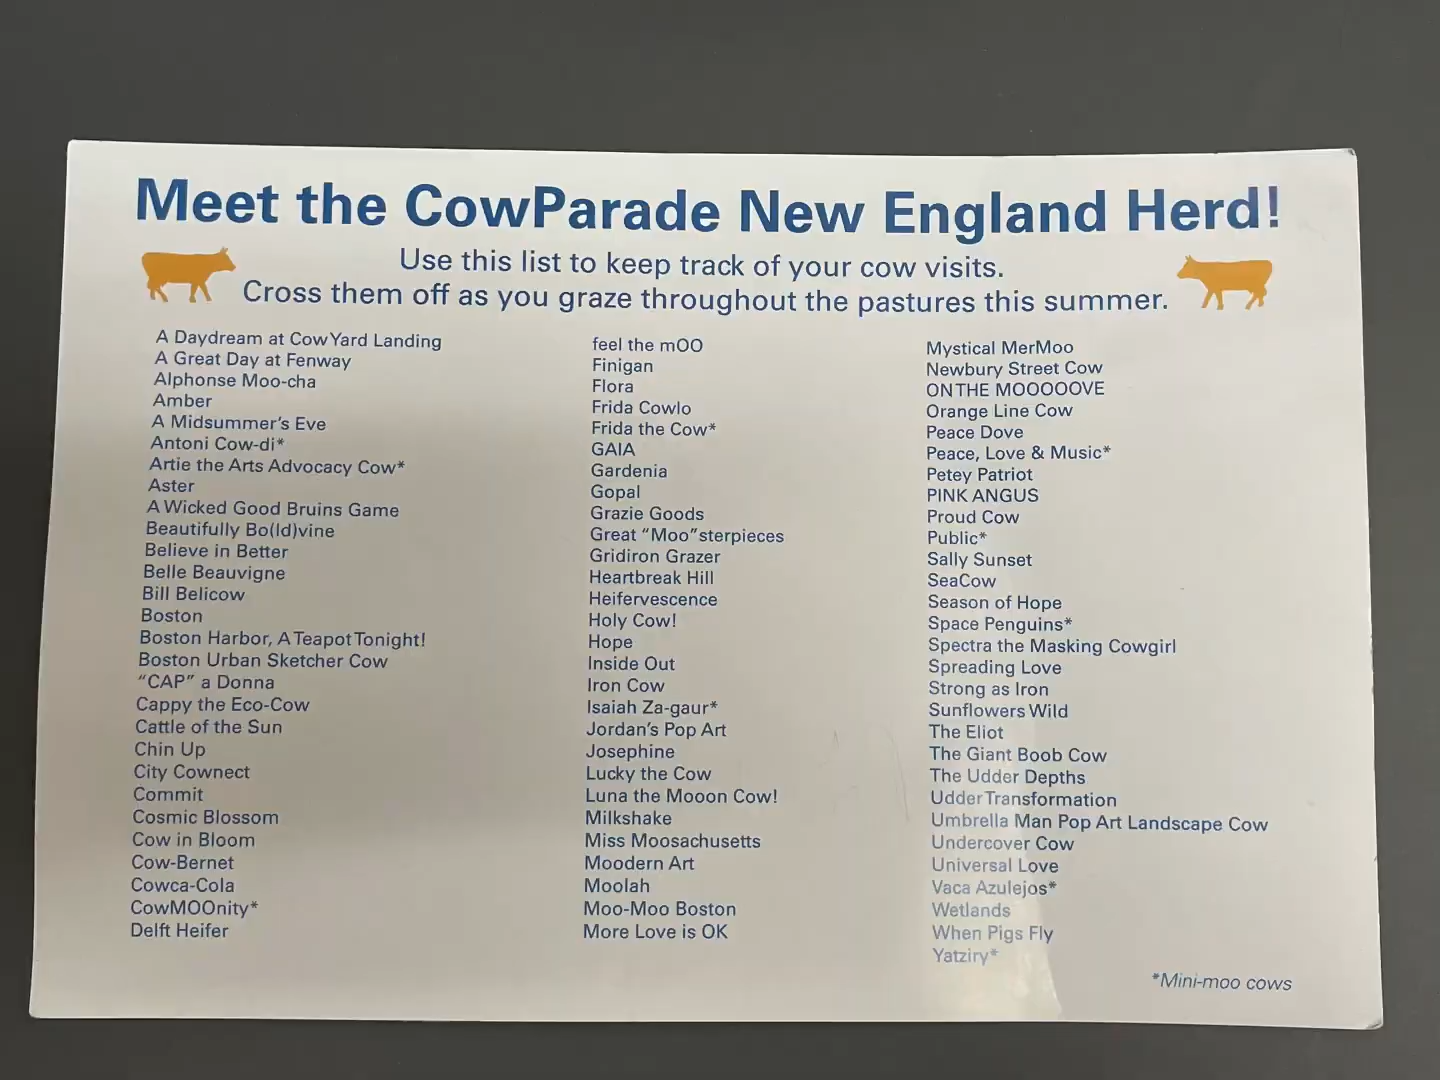 Meet the CowParade New England Herd!
Use this list to keep track of your cow visits.
Cross them off as you graze throughout the pastures this summer.
A Daydream at Cow Yard Landing
A Great Day at Fenway
Alphonse Moo-cha
Amber
A Midsummer's Eve
Antoni Cow-di*
Artie the Arts Advocacy Cow*
Aster
A Wicked Good Bruins Game
Beautifully Bo(ld)vine
Believe in Better
Belle Beauvigne
Bill Belicow
Boston
Boston Harbor, A Teapot Tonight!
Boston Urban Sketcher Cow
“CAP” a Donna
Cappy the Eco-Cow
Cattle of the Sun
Chin Up
City Cownect
Commit
Cosmic Blossom
Cow in Bloom
Cow-Bernet
Cowca-Cola
CowMOOnity*
Delft Heifer
feel the mOO
Finigan
Flora
Frida Cowlo
Frida the Cow*
GAIA
Gardenia
Gopal
Grazie Goods
Great “Moo”sterpieces
Gridiron Grazer
Heartbreak Hill
Heifervescence
Holy Cow!
Hope
Inside Out
Iron Cow
Isaiah Za-gaur*
Jordan's Pop Art
Josephine
Lucky the Cow
Luna the Mooon Cow!
Milkshake
Miss Moosachusetts
Moodern Art
Moolah
Moo-Moo Boston
More Love is OK
Mystical MerMoo
Newbury Street Cow
ON THE MOOOOOVE
Orange Line Cow
Peace Dove
Peace, Love & Music*
Petey Patriot
PINK ANGUS
Proud Cow
Public*
Sally Sunset
SeaCow
Season of Hope
Space Penguins*
Spectra the Masking Cowgirl
Spreading Love
Strong as Iron
Sunflowers Wild
The Eliot
The Giant Boob Cow
The Udder Depths
Udder Transformation
Umbrella Man Pop Art Landscape Cow
Undercover Cow
Universal Love
Vaca Azulejos*
Wetlands
When Pigs Fly
Yatziry*
*Mini-moo cows